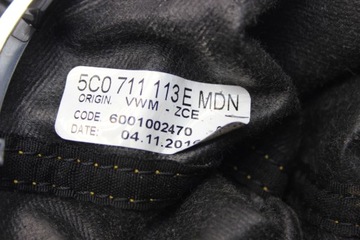 5C0 711 113 E MDN
ORIGIN. VWM - ZCE
CODE. 6001002470
DATE: 04.11.201